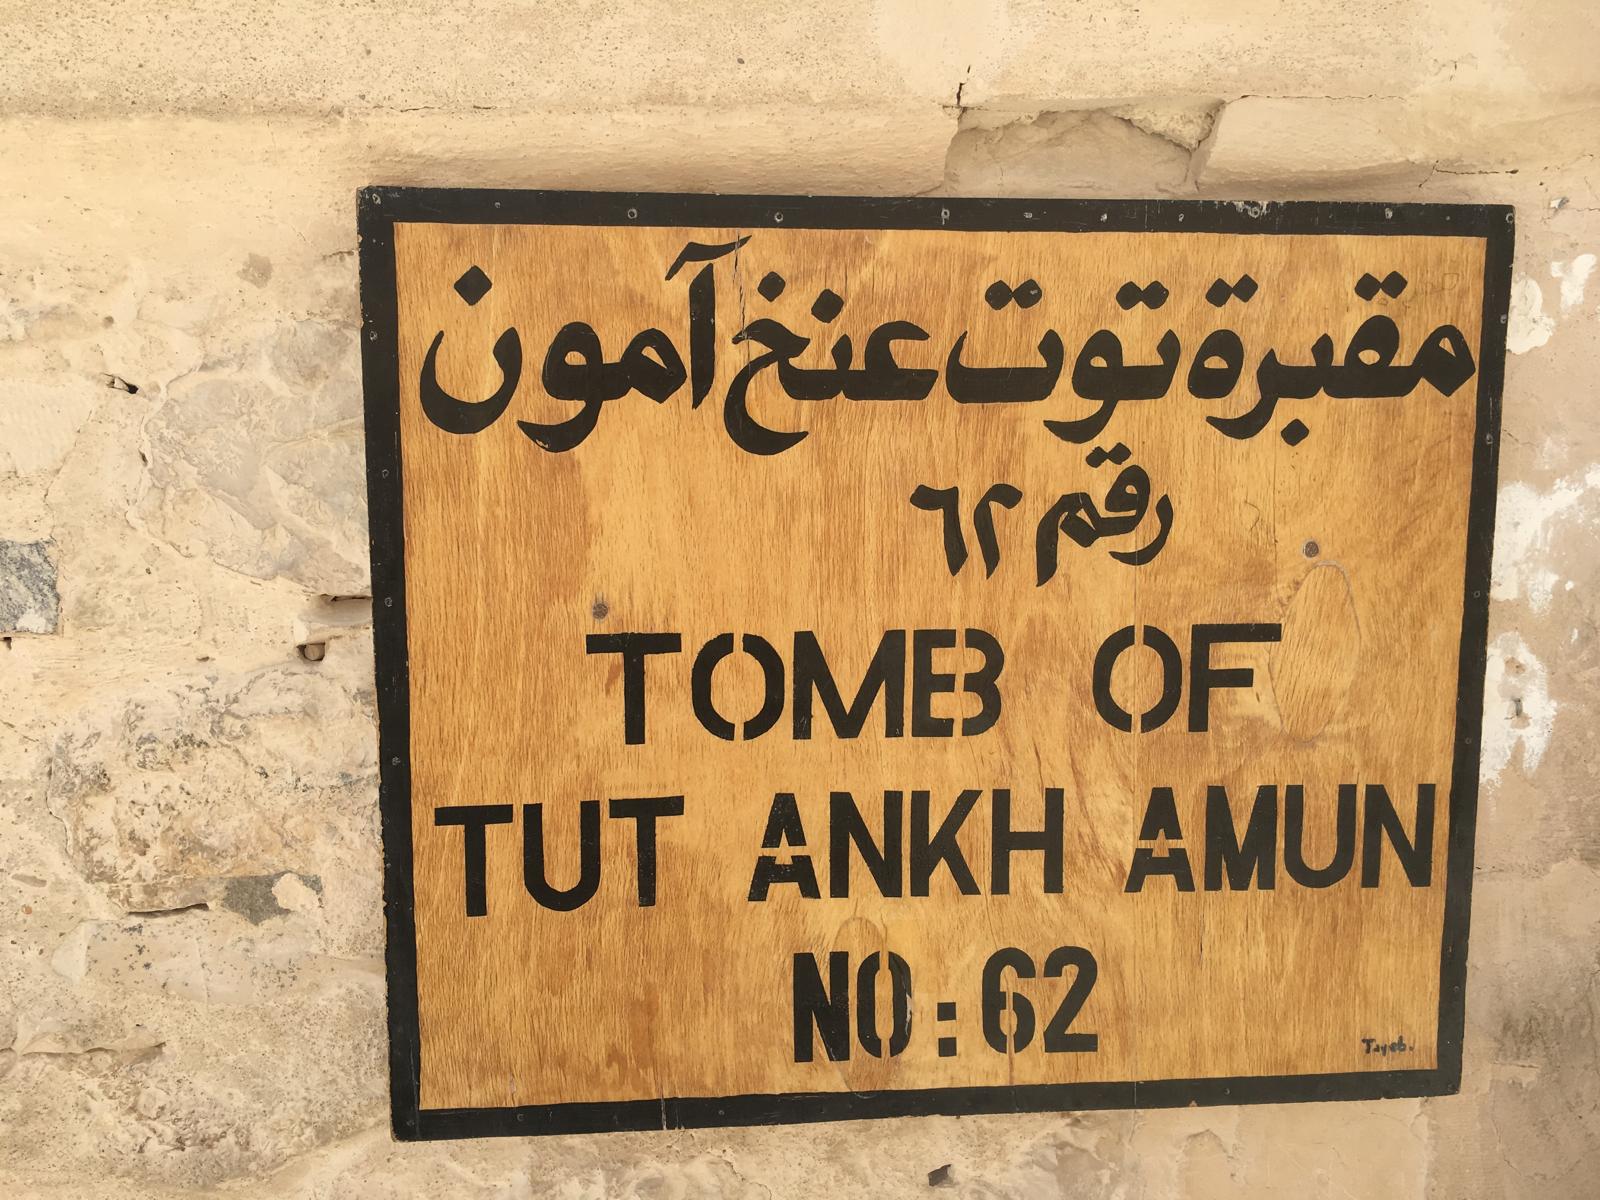 مقبرة توت عنخ آمون
رقم ٦٢
TOMB OF
TUT ANKH AMUN
NO:62
Tayeb.